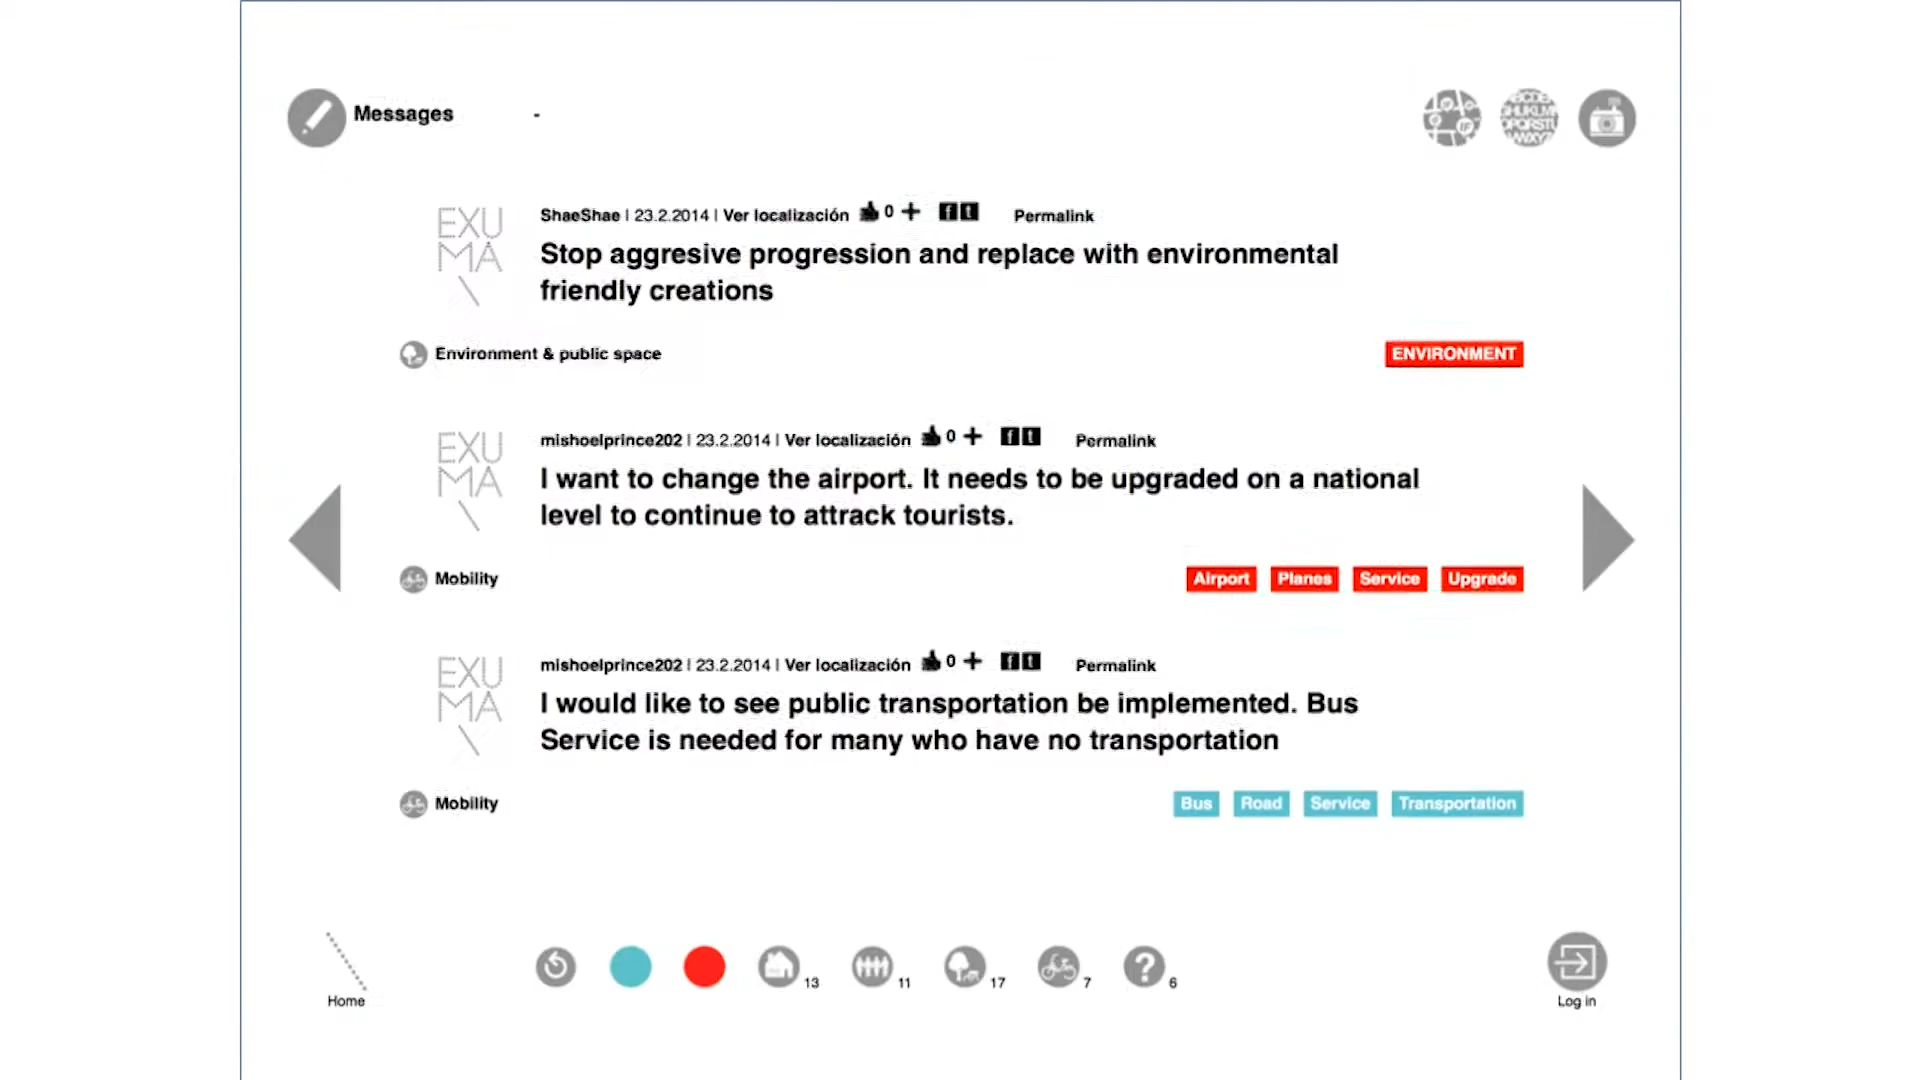 Messages -
ABCDE
GHIJKLM
OPQRSTU
VWXYZ
EXU
MA
ShaeShae | 23.2.2014 | Ver localización 0 + f t Permalink
Stop aggresive progression and replace with environmental
friendly creations
Environment & public space
ENVIRONMENT
EXU
MA
mishoelprince202 | 23.2.2014 | Ver localización 0 + f t Permalink
I want to change the airport. It needs to be upgraded on a national
level to continue to attrack tourists.
Mobility
Airport Planes Service Upgrade
EXU
MA
mishoelprince202 | 23.2.2014 | Ver localización 0 + f t Permalink
I would like to see public transportation be implemented. Bus
Service is needed for many who have no transportation
Mobility
Bus Road Service Transportation
13 11 17 7 ? 6
Home
Log in